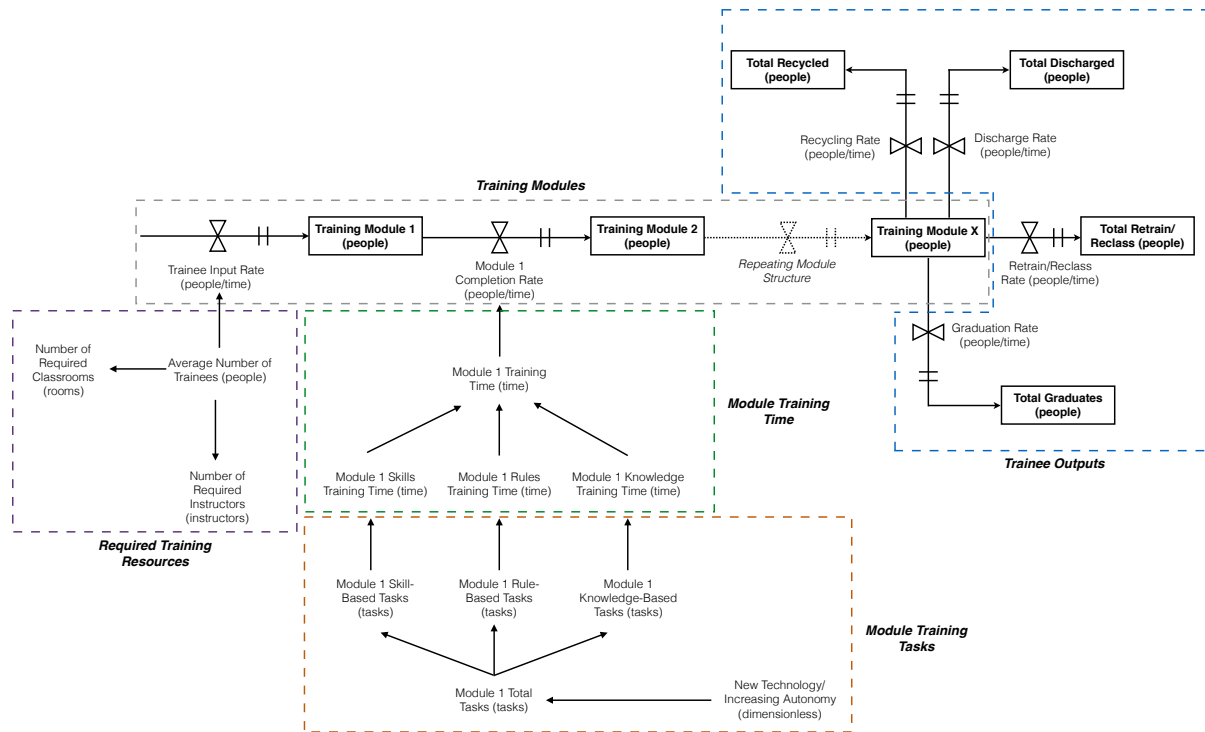 Total Recycled
(people)
Total Discharged
(people)
Recycling Rate
(people/time)
Discharge Rate
(people/time)
Training Modules
Training Module 1
(people)
Training Module 2
(people)
Training Module X
(people)
Total Retrain/
Reclass (people)
Trainee Input Rate
(people/time)
Module 1
Completion Rate
(people/time)
Repeating Module
Structure
Retrain/Reclass
Rate (people/time)
Graduation Rate
(people/time)
Number of
Required
Classrooms
(rooms)
Average Number of
Trainees (people)
Module 1 Training
Time (time)
Module Training
Time
Total Graduates
(people)
Trainee Outputs
Number of
Required
Instructors
(instructors)
Module 1 Skills
Training Time (time)
Module 1 Rules
Training Time (time)
Module 1 Knowledge
Training Time (time)
Required Training
Resources
Module 1 Skill-
Based Tasks
(tasks)
Module 1 Rule-
Based Tasks
(tasks)
Module 1
Knowledge-Based
Tasks (tasks)
Module Training
Tasks
Module 1 Total
Tasks (tasks)
New Technology/
Increasing Autonomy
(dimensionless)